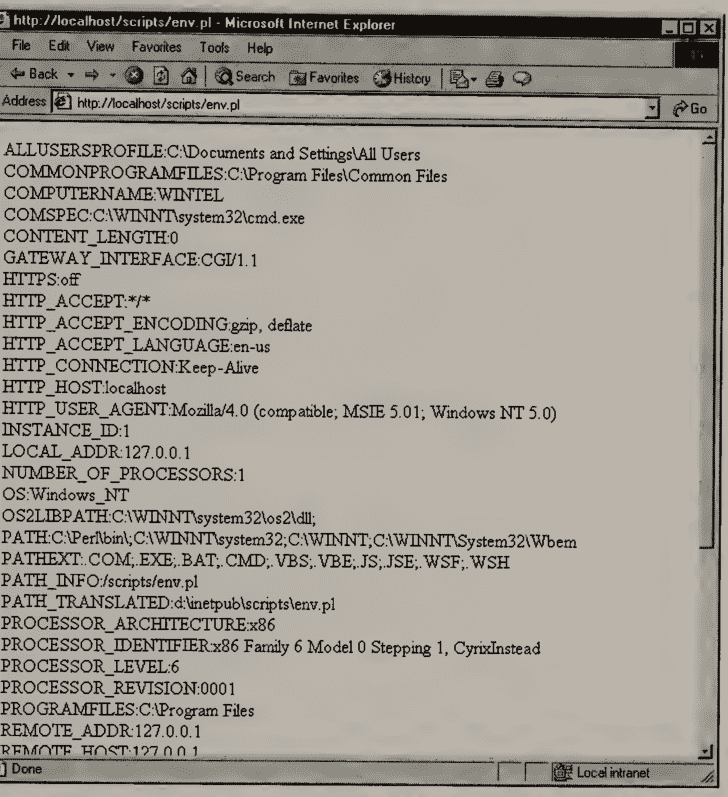 http://localhost/scripts/env.pl - Microsoft Internet Explorer
File Edit View Favorites Tools Help
Back Search Favorites History
Address http://localhost/scripts/env.pl Go
ALLUSERSPROFILE:C:\Documents and Settings\All Users
COMMONPROGRAMFILES:C:\Program Files\Common Files
COMPUTERNAME:WINTEL
COMSPEC:C:\WINNT\system32\cmd.exe
CONTENT_LENGTH:0
GATEWAY_INTERFACE:CGI/1.1
HTTPS:off
HTTP_ACCEPT:*/*
HTTP_ACCEPT_ENCODING:gzip, deflate
HTTP_ACCEPT_LANGUAGE:en-us
HTTP_CONNECTION:Keep-Alive
HTTP_HOST:localhost
HTTP_USER_AGENT:Mozilla/4.0 (compatible; MSIE 5.01; Windows NT 5.0)
INSTANCE_ID:1
LOCAL_ADDR:127.0.0.1
NUMBER_OF_PROCESSORS:1
OS:Windows_NT
OS2LIBPATH:C:\WINNT\system32\os2\dll;
PATH:C:\Perl\bin\;C:\WINNT\system32;C:\WINNT;C:\WINNT\System32\Wbem
PATHEXT:.COM;.EXE;.BAT;.CMD;.VBS;.VBE;.JS;.JSE;.WSF;.WSH
PATH_INFO:/scripts/env.pl
PATH_TRANSLATED:d:\inetpub\scripts\env.pl
PROCESSOR_ARCHITECTURE:x86
PROCESSOR_IDENTIFIER:x86 Family 6 Model 0 Stepping 1, CyrixInstead
PROCESSOR_LEVEL:6
PROCESSOR_REVISION:0001
PROGRAMFILES:C:\Program Files
REMOTE_ADDR:127.0.0.1
REMOTE_HOST:127.0.0.1
Done Local intranet